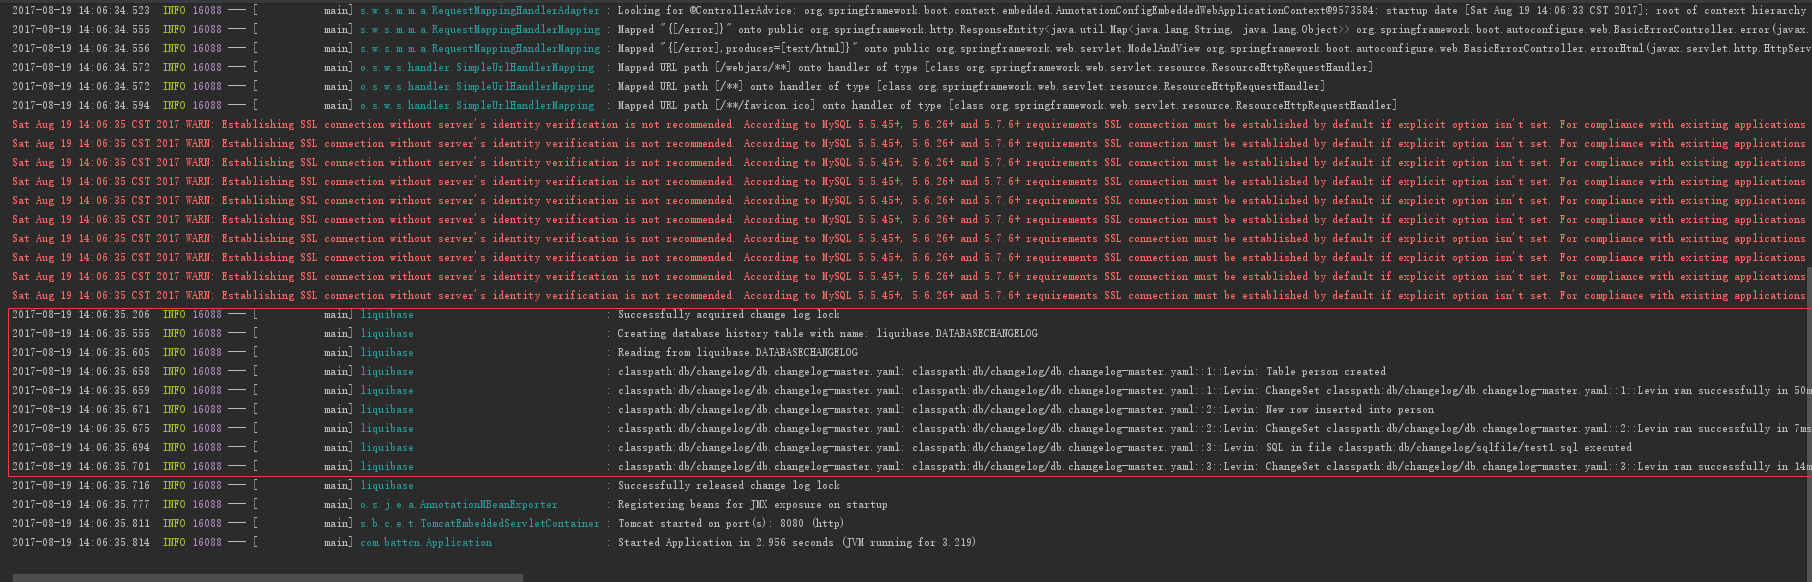 2017-08-19 14:06:34.523  INFO 16088 --- [           main] s.w.s.m.m.a.RequestMappingHandlerAdapter : Looking for @ControllerAdvice: org.springframework.boot.context.embedded.AnnotationConfigEmbeddedWebApplicationContext@9573584: startup date [Sat Aug 19 14:06:33 CST 2017]; root of context hierarchy
2017-08-19 14:06:34.555  INFO 16088 --- [           main] s.w.s.m.m.a.RequestMappingHandlerMapping : Mapped "{[/error]}" onto public org.springframework.http.ResponseEntity<java.util.Map<java.lang.String, java.lang.Object>> org.springframework.boot.autoconfigure.web.BasicErrorController.error(javax.
2017-08-19 14:06:34.556  INFO 16088 --- [           main] s.w.s.m.m.a.RequestMappingHandlerMapping : Mapped "{[/error],produces=[text/html]}" onto public org.springframework.web.servlet.ModelAndView org.springframework.boot.autoconfigure.web.BasicErrorController.errorHtml(javax.servlet.http.HttpServ
2017-08-19 14:06:34.572  INFO 16088 --- [           main] o.s.w.s.handler.SimpleUrlHandlerMapping  : Mapped URL path [/webjars/**] onto handler of type [class org.springframework.web.servlet.resource.ResourceHttpRequestHandler]
2017-08-19 14:06:34.572  INFO 16088 --- [           main] o.s.w.s.handler.SimpleUrlHandlerMapping  : Mapped URL path [/**] onto handler of type [class org.springframework.web.servlet.resource.ResourceHttpRequestHandler]
2017-08-19 14:06:34.594  INFO 16088 --- [           main] o.s.w.s.handler.SimpleUrlHandlerMapping  : Mapped URL path [/**/favicon.ico] onto handler of type [class org.springframework.web.servlet.resource.ResourceHttpRequestHandler]
Sat Aug 19 14:06:35 CST 2017 WARN: Establishing SSL connection without server's identity verification is not recommended. According to MySQL 5.5.45+, 5.6.26+ and 5.7.6+ requirements SSL connection must be established by default if explicit option isn't set. For compliance with existing applications
Sat Aug 19 14:06:35 CST 2017 WARN: Establishing SSL connection without server's identity verification is not recommended. According to MySQL 5.5.45+, 5.6.26+ and 5.7.6+ requirements SSL connection must be established by default if explicit option isn't set. For compliance with existing applications
Sat Aug 19 14:06:35 CST 2017 WARN: Establishing SSL connection without server's identity verification is not recommended. According to MySQL 5.5.45+, 5.6.26+ and 5.7.6+ requirements SSL connection must be established by default if explicit option isn't set. For compliance with existing applications
Sat Aug 19 14:06:35 CST 2017 WARN: Establishing SSL connection without server's identity verification is not recommended. According to MySQL 5.5.45+, 5.6.26+ and 5.7.6+ requirements SSL connection must be established by default if explicit option isn't set. For compliance with existing applications
Sat Aug 19 14:06:35 CST 2017 WARN: Establishing SSL connection without server's identity verification is not recommended. According to MySQL 5.5.45+, 5.6.26+ and 5.7.6+ requirements SSL connection must be established by default if explicit option isn't set. For compliance with existing applications
Sat Aug 19 14:06:35 CST 2017 WARN: Establishing SSL connection without server's identity verification is not recommended. According to MySQL 5.5.45+, 5.6.26+ and 5.7.6+ requirements SSL connection must be established by default if explicit option isn't set. For compliance with existing applications
Sat Aug 19 14:06:35 CST 2017 WARN: Establishing SSL connection without server's identity verification is not recommended. According to MySQL 5.5.45+, 5.6.26+ and 5.7.6+ requirements SSL connection must be established by default if explicit option isn't set. For compliance with existing applications
Sat Aug 19 14:06:35 CST 2017 WARN: Establishing SSL connection without server's identity verification is not recommended. According to MySQL 5.5.45+, 5.6.26+ and 5.7.6+ requirements SSL connection must be established by default if explicit option isn't set. For compliance with existing applications
Sat Aug 19 14:06:35 CST 2017 WARN: Establishing SSL connection without server's identity verification is not recommended. According to MySQL 5.5.45+, 5.6.26+ and 5.7.6+ requirements SSL connection must be established by default if explicit option isn't set. For compliance with existing applications
Sat Aug 19 14:06:35 CST 2017 WARN: Establishing SSL connection without server's identity verification is not recommended. According to MySQL 5.5.45+, 5.6.26+ and 5.7.6+ requirements SSL connection must be established by default if explicit option isn't set. For compliance with existing applications
2017-08-19 14:06:35.206  INFO 16088 --- [           main] liquibase                                : Successfully acquired change log lock
2017-08-19 14:06:35.555  INFO 16088 --- [           main] liquibase                                : Creating database history table with name: liquibase.DATABASECHANGELOG
2017-08-19 14:06:35.605  INFO 16088 --- [           main] liquibase                                : Reading from liquibase.DATABASECHANGELOG
2017-08-19 14:06:35.658  INFO 16088 --- [           main] liquibase                                : classpath:db/changelog/db.changelog-master.yaml: classpath:db/changelog/db.changelog-master.yaml::1::Levin: Table person created
2017-08-19 14:06:35.659  INFO 16088 --- [           main] liquibase                                : classpath:db/changelog/db.changelog-master.yaml: classpath:db/changelog/db.changelog-master.yaml::1::Levin: ChangeSet classpath:db/changelog/db.changelog-master.yaml::1::Levin ran successfully in 50m
2017-08-19 14:06:35.671  INFO 16088 --- [           main] liquibase                                : classpath:db/changelog/db.changelog-master.yaml: classpath:db/changelog/db.changelog-master.yaml::2::Levin: New row inserted into person
2017-08-19 14:06:35.675  INFO 16088 --- [           main] liquibase                                : classpath:db/changelog/db.changelog-master.yaml: classpath:db/changelog/db.changelog-master.yaml::2::Levin: ChangeSet classpath:db/changelog/db.changelog-master.yaml::2::Levin ran successfully in 7ms
2017-08-19 14:06:35.694  INFO 16088 --- [           main] liquibase                                : classpath:db/changelog/db.changelog-master.yaml: classpath:db/changelog/db.changelog-master.yaml::3::Levin: SQL in file classpath:db/changelog/sqlfile/test1.sql executed
2017-08-19 14:06:35.701  INFO 16088 --- [           main] liquibase                                : classpath:db/changelog/db.changelog-master.yaml: classpath:db/changelog/db.changelog-master.yaml::3::Levin: ChangeSet classpath:db/changelog/db.changelog-master.yaml::3::Levin ran successfully in 14m
2017-08-19 14:06:35.716  INFO 16088 --- [           main] liquibase                                : Successfully released change log lock
2017-08-19 14:06:35.777  INFO 16088 --- [           main] o.s.j.e.a.AnnotationMBeanExporter        : Registering beans for JMX exposure on startup
2017-08-19 14:06:35.811  INFO 16088 --- [           main] s.b.c.e.t.TomcatEmbeddedServletContainer : Tomcat started on port(s): 8080 (http)
2017-08-19 14:06:35.814  INFO 16088 --- [           main] com.battcn.Application                   : Started Application in 2.956 seconds (JVM running for 3.219)